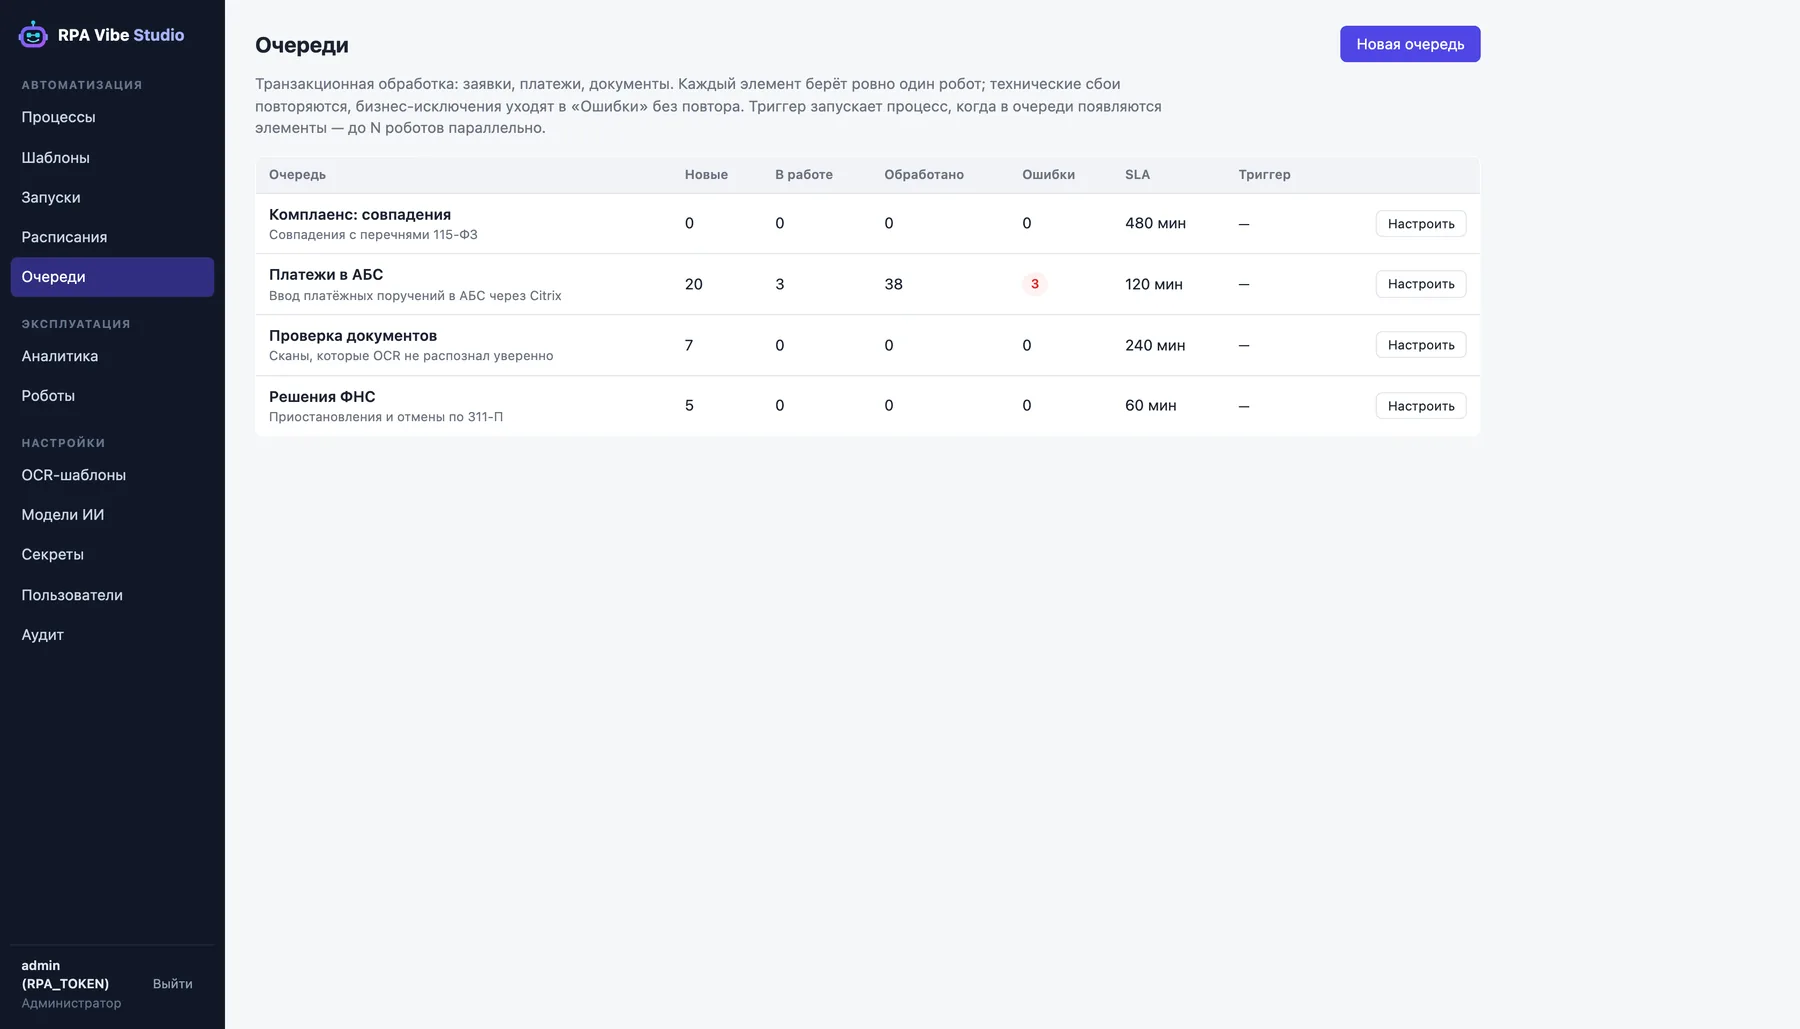 RPA Vibe Studio
АВТОМАТИЗАЦИЯ
Процессы
Шаблоны
Запуски
Расписания
Очереди
ЭКСПЛУАТАЦИЯ
Аналитика
Роботы
НАСТРОЙКИ
OCR-шаблоны
Модели ИИ
Секреты
Пользователи
Аудит
admin
(RPA_TOKEN)
Выйти
Администратор
Очереди
Новая очередь
Транзакционная обработка: заявки, платежи, документы. Каждый элемент берёт ровно один робот; технические сбои
повторяются, бизнес-исключения уходят в «Ошибки» без повтора. Триггер запускает процесс, когда в очереди появляются
элементы — до N роботов параллельно.
Очередь Новые В работе Обработано Ошибки SLA Триггер
Комплаенс: совпадения
Совпадения с перечнями 115-ФЗ
0 0 0 0 480 мин — Настроить
Платежи в АБС
Ввод платёжных поручений в АБС через Citrix
20 3 38 3 120 мин — Настроить
Проверка документов
Сканы, которые OCR не распознал уверенно
7 0 0 0 240 мин — Настроить
Решения ФНС
Приостановления и отмены по 311-П
5 0 0 0 60 мин — Настроить